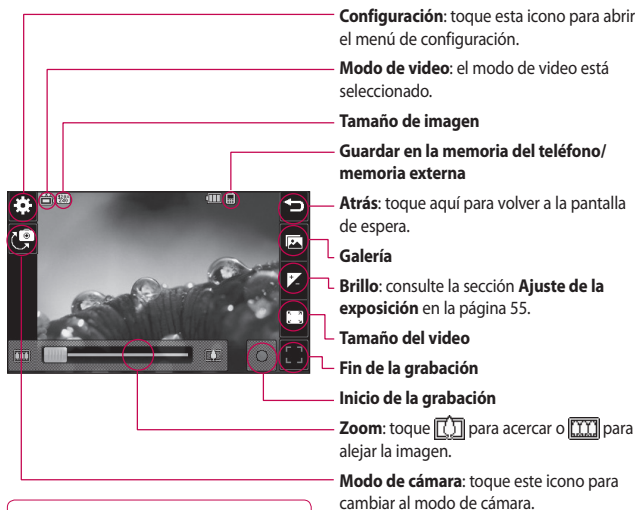 Configuración: toque esta icono para abrir
el menú de configuración.
Modo de video: el modo de video está
seleccionado.
Tamaño de imagen
Guardar en la memoria del teléfono/
memoria externa
Atrás: toque aquí para volver a la pantalla
de espera.
Galería
Brillo: consulte la sección Ajuste de la
exposición en la página 55.
Tamaño del video
Fin de la grabación
Inicio de la grabación
Zoom: toque para acercar o para
alejar la imagen.
Modo de cámara: toque este icono para
cambiar al modo de cámara.